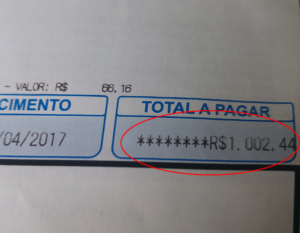 - VALOR: R$ 66,16
CIMENTO TOTAL A PAGAR
/04/2017 ********R$1.002,44